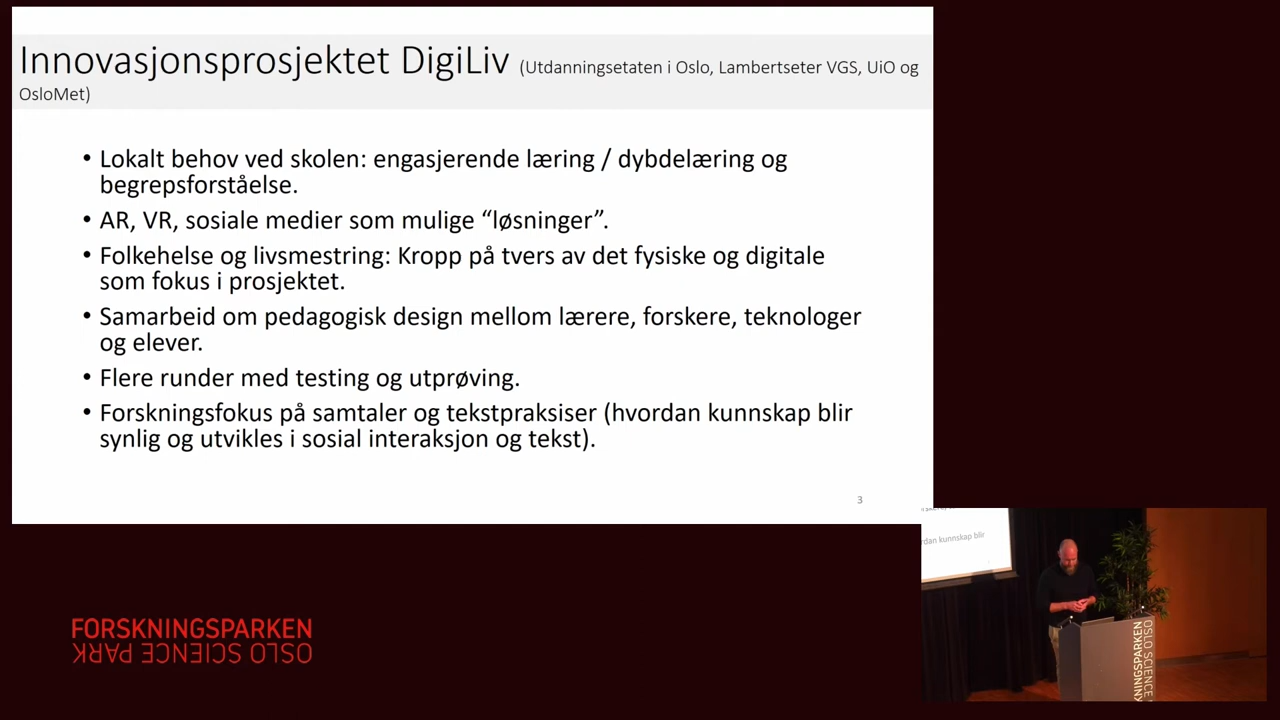 Innovasjonsprosjektet DigiLiv (Utdanningsetaten i Oslo, Lambertseter VGS, UiO og
OsloMet)
• Lokalt behov ved skolen: engasjerende læring / dybdelæring og
begrepsforståelse.
• AR, VR, sosiale medier som mulige “løsninger”.
• Folkehelse og livsmestring: Kropp på tvers av det fysiske og digitale
som fokus i prosjektet.
• Samarbeid om pedagogisk design mellom lærere, forskere, teknologer
og elever.
• Flere runder med testing og utprøving.
• Forskningsfokus på samtaler og tekstpraksiser (hvordan kunnskap blir
synlig og utvikles i sosial interaksjon og tekst).
3
rdan kunnskap blir
KNINGSPARKEN
OSLO SCIENCE
FORSKNINGSPARKEN
OSLO SCIENCE PARK